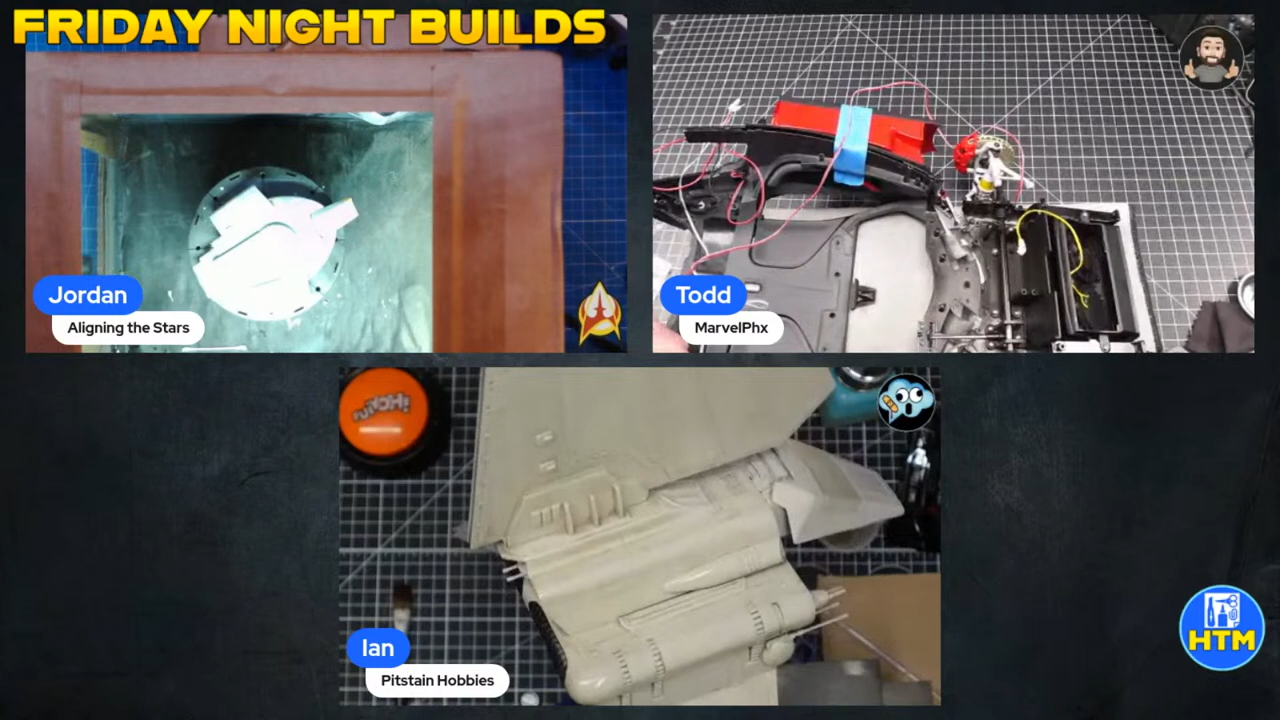 FRIDAY NIGHT BUILDS
Jordan
Aligning the Stars
Todd
MarvelPhx
Ian
Pitstain Hobbies
HTM